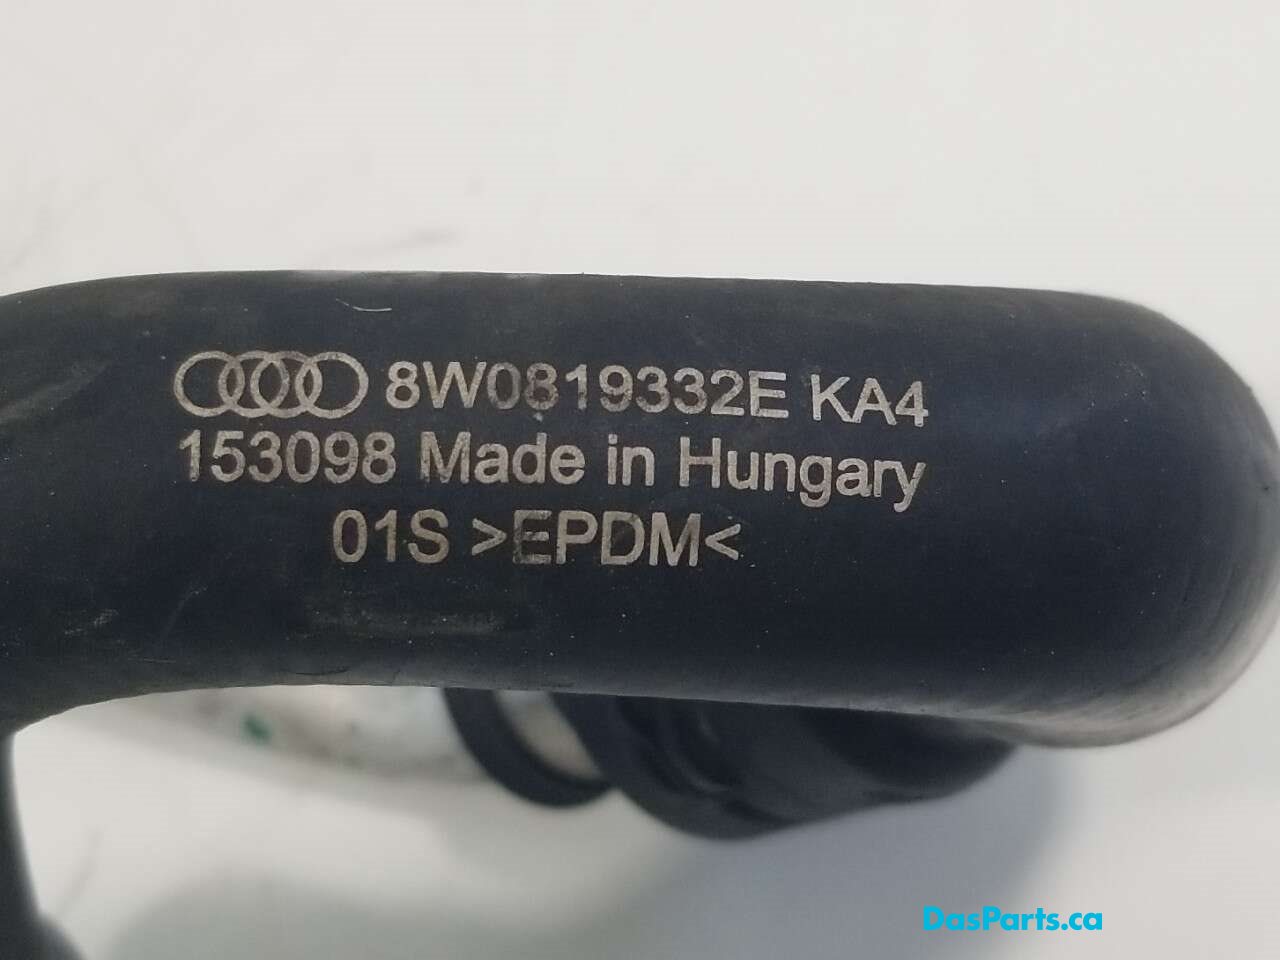 8W0819332E KA4
153098 Made in Hungary
01S >EPDM<
DasParts.ca